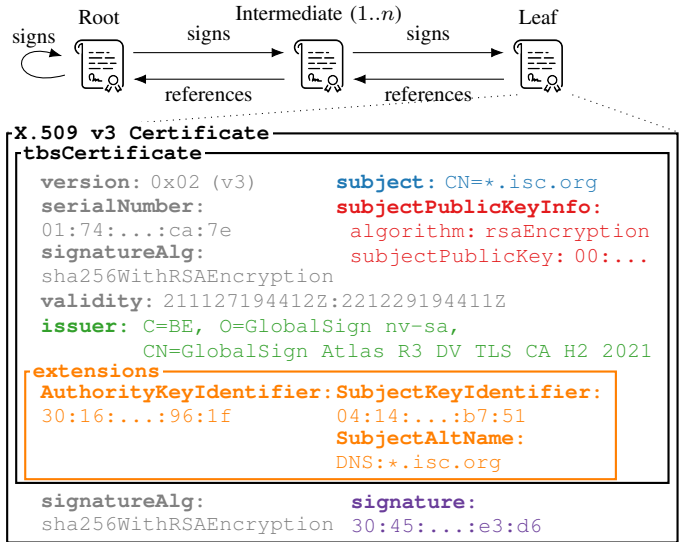 Root
Intermediate (1..n)
Leaf
signs
signs
signs
references
references
X.509 v3 Certificate
tbsCertificate
version: 0x02 (v3)
subject: CN=*.isc.org
serialNumber:
subjectPublicKeyInfo:
01:74:...:ca:7e
algorithm: rsaEncryption
signatureAlg:
subjectPublicKey: 00:...
sha256WithRSAEncryption
validity: 211127194412Z:221229194411Z
issuer: C=BE, O=GlobalSign nv-sa,
CN=GlobalSign Atlas R3 DV TLS CA H2 2021
extensions
AuthorityKeyIdentifier: SubjectKeyIdentifier:
30:16:...:96:1f
04:14:...:b7:51
SubjectAltName:
DNS:*.isc.org
signatureAlg:
signature:
sha256WithRSAEncryption
30:45:...:e3:d6